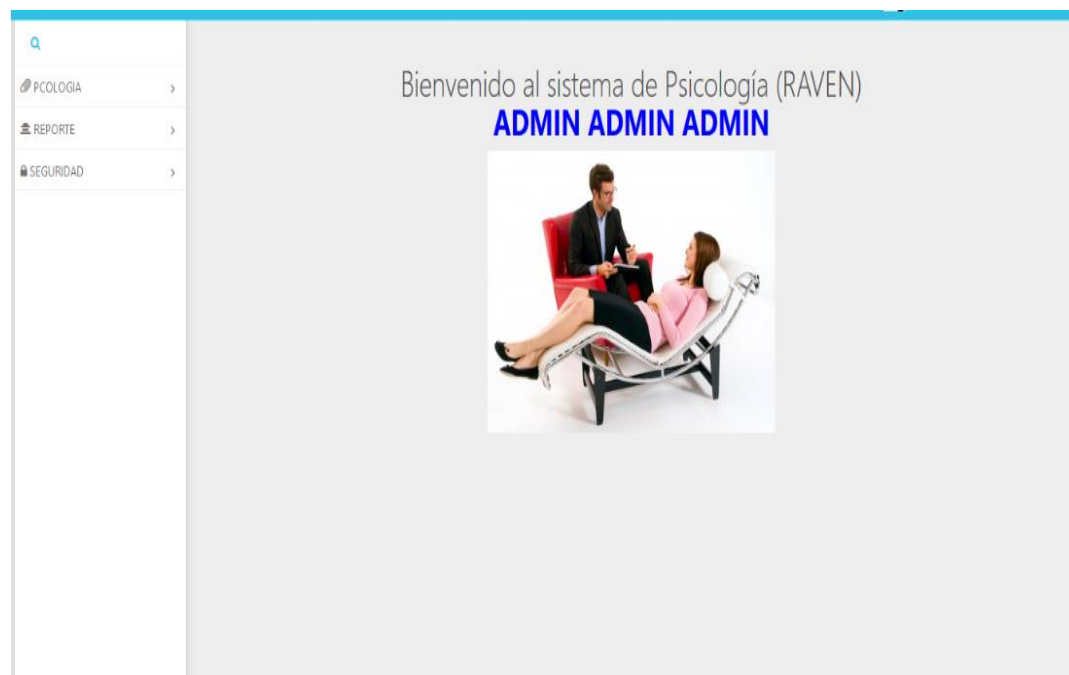 PCOLOGIA
REPORTE
SEGURIDAD
Bienvenido al sistema de Psicología (RAVEN)
ADMIN ADMIN ADMIN